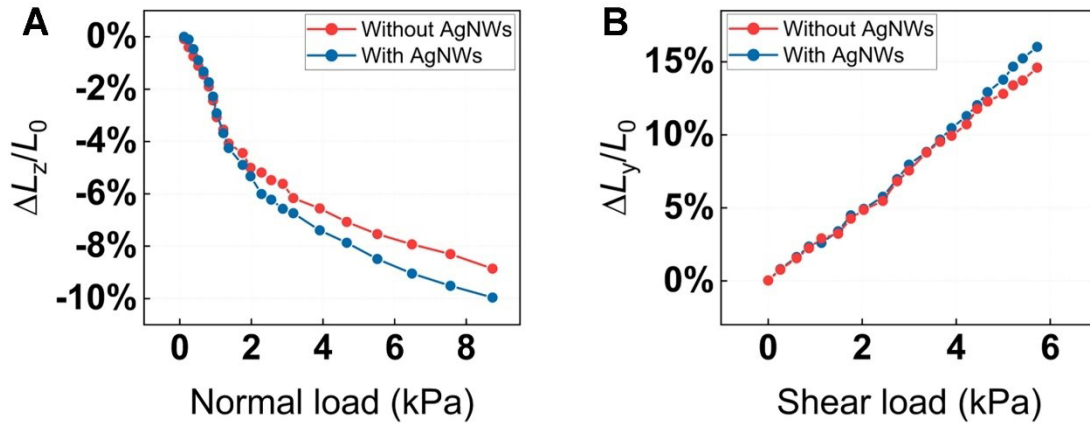 A
0%
-2%
-4%
-6%
-8%
-10%
ΔLz/L0
Without AgNWs
With AgNWs
0 2 4 6 8
Normal load (kPa)
B
15%
10%
5%
0%
ΔLy/L0
Without AgNWs
With AgNWs
0 2 4 6
Shear load (kPa)